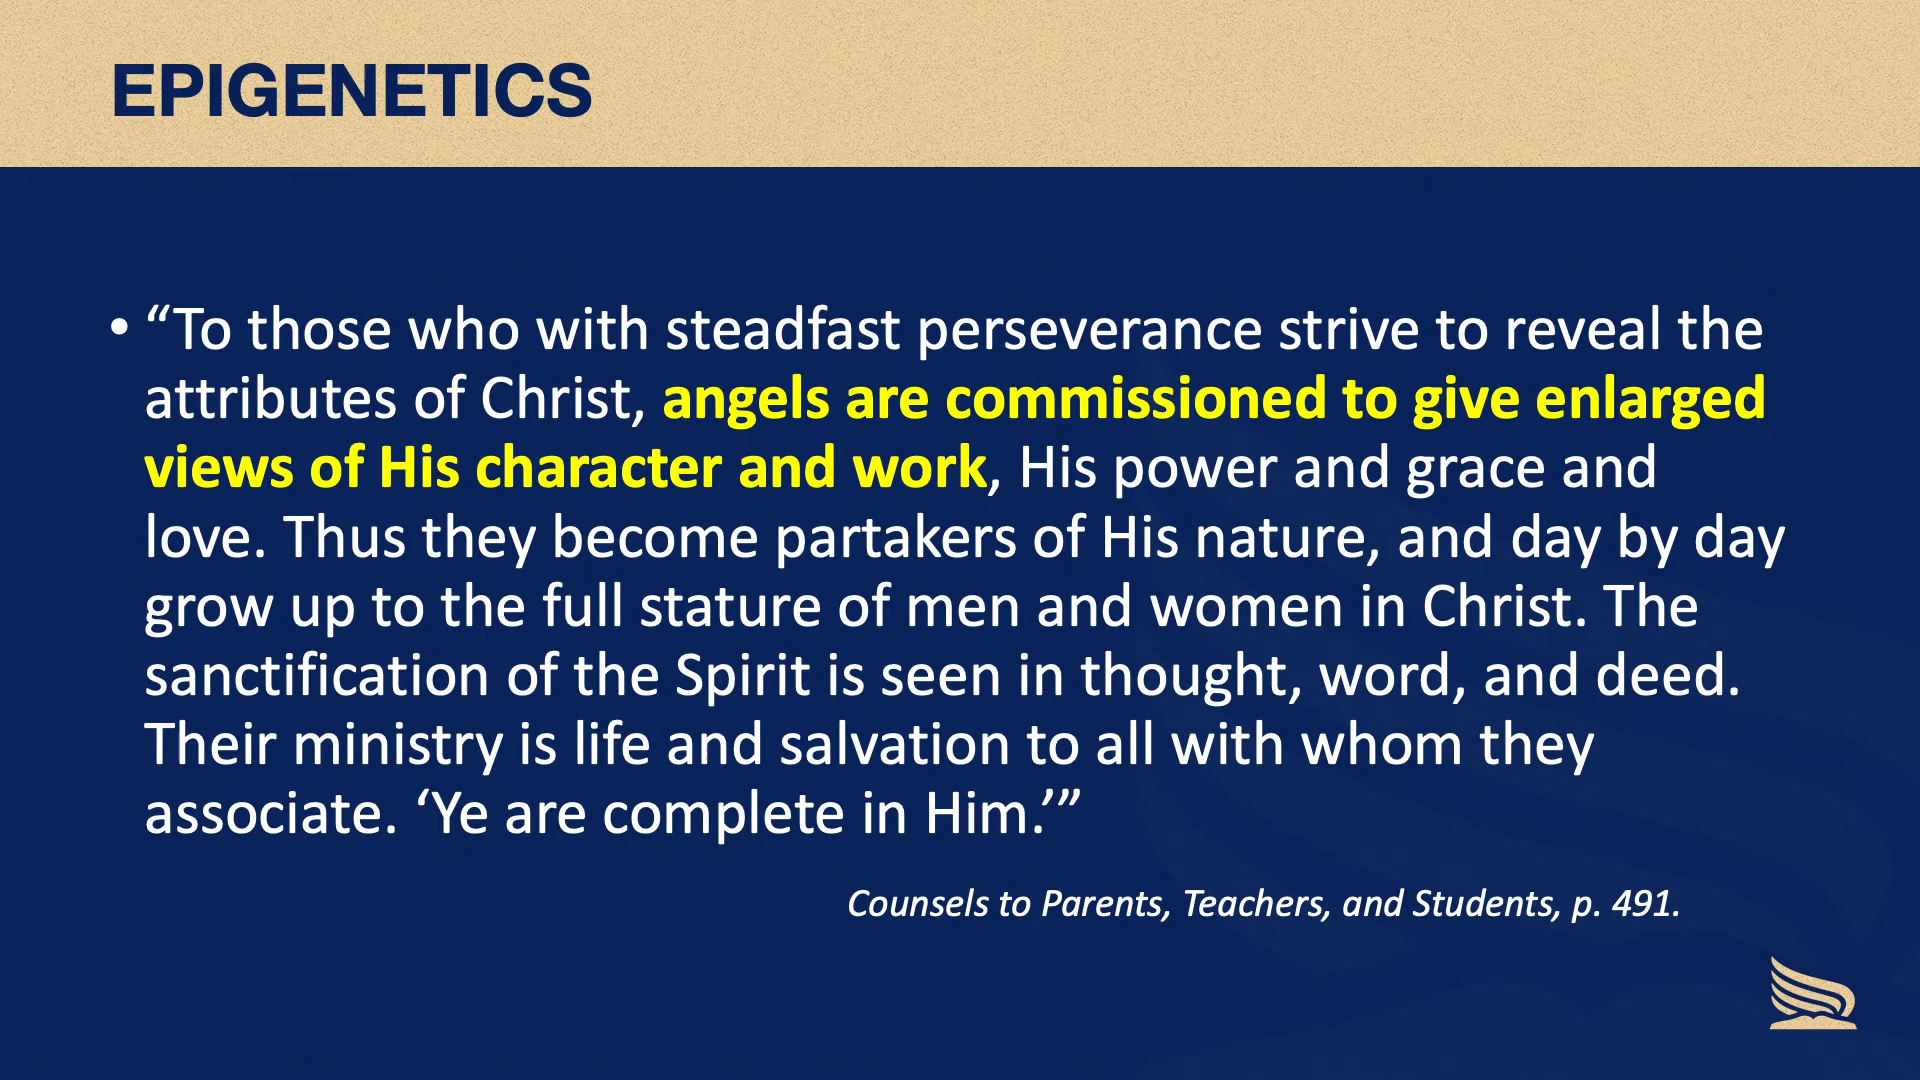 EPIGENETICS
• “To those who with steadfast perseverance strive to reveal the
attributes of Christ, angels are commissioned to give enlarged
views of His character and work, His power and grace and
love. Thus they become partakers of His nature, and day by day
grow up to the full stature of men and women in Christ. The
sanctification of the Spirit is seen in thought, word, and deed.
Their ministry is life and salvation to all with whom they
associate. ‘Ye are complete in Him.’”
Counsels to Parents, Teachers, and Students, p. 491.